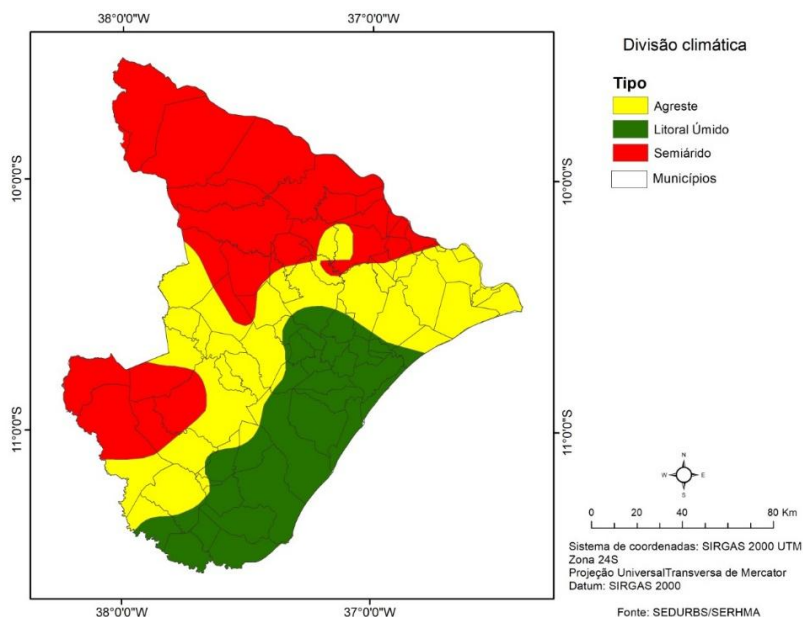 38°0'0"W
37°0'0"W
Divisão climática
Tipo
Agreste
Litoral Úmido
Semiárido
Municípios
10°0'0"S
10°0'0"S
11°0'0"S
11°0'0"S
N
W
E
S
0 20 40 80 Km
Sistema de coordenadas: SIRGAS 2000 UTM
Zona 24S
Projeção UniversalTransversa de Mercator
Datum: SIRGAS 2000
Fonte: SEDURBS/SERHMA
38°0'0"W
37°0'0"W